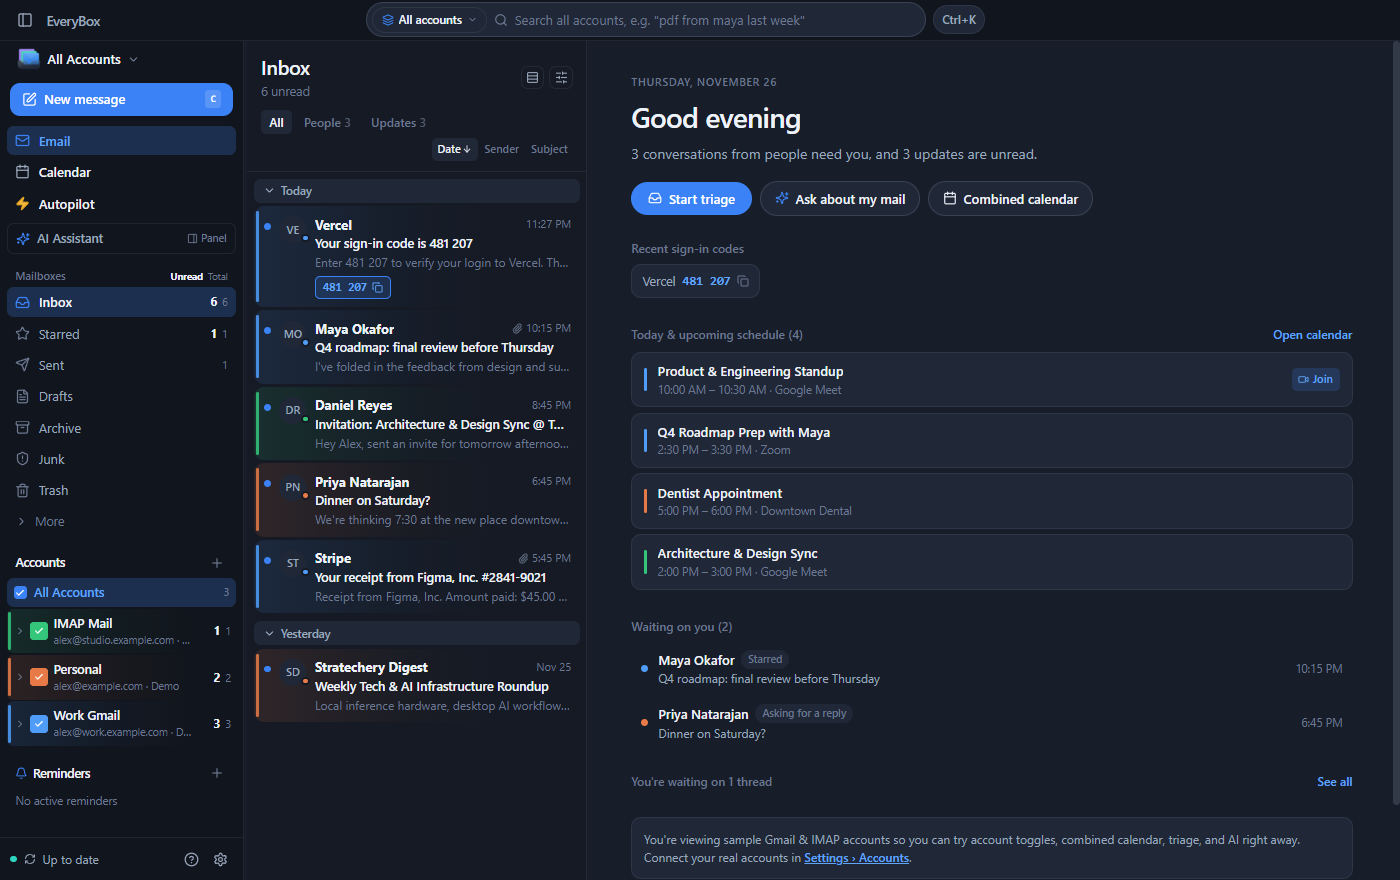 EveryBox
All accounts
Search all accounts, e.g. "pdf from maya last week"
Ctrl+K
All Accounts
New message
C
Email
Calendar
Autopilot
AI Assistant
Panel
Mailboxes
Unread Total
Inbox 6 6
Starred 1 1
Sent 1
Drafts
Archive
Junk
Trash
More
Accounts
All Accounts 3
IMAP Mail
alex@studio.example.com · ...
1 1
Personal
alex@example.com · Demo
2 2
Work Gmail
alex@work.example.com · D...
3 3
Reminders
No active reminders
Up to date
Inbox
6 unread
All People 3 Updates 3
Date Sender Subject
Today
VE
Vercel 11:27 PM
Your sign-in code is 481 207
Enter 481 207 to verify your login to Vercel. Th...
481 207
MO
Maya Okafor 10:15 PM
Q4 roadmap: final review before Thursday
I've folded in the feedback from design and su...
DR
Daniel Reyes 8:45 PM
Invitation: Architecture & Design Sync @ T...
Hey Alex, sent an invite for tomorrow afternoo...
PN
Priya Natarajan 6:45 PM
Dinner on Saturday?
We're thinking 7:30 at the new place downtow...
ST
Stripe 5:45 PM
Your receipt from Figma, Inc. #2841-9021
Receipt from Figma, Inc. Amount paid: $45.00 ...
Yesterday
SD
Stratechery Digest Nov 25
Weekly Tech & AI Infrastructure Roundup
Local inference hardware, desktop AI workflow...
THURSDAY, NOVEMBER 26
Good evening
3 conversations from people need you, and 3 updates are unread.
Start triage
Ask about my mail
Combined calendar
Recent sign-in codes
Vercel 481 207
Today & upcoming schedule (4) Open calendar
Product & Engineering Standup
10:00 AM – 10:30 AM · Google Meet
Join
Q4 Roadmap Prep with Maya
2:30 PM – 3:30 PM · Zoom
Dentist Appointment
5:00 PM – 6:00 PM · Downtown Dental
Architecture & Design Sync
2:00 PM – 3:00 PM · Google Meet
Waiting on you (2)
Maya Okafor Starred
Q4 roadmap: final review before Thursday
10:15 PM
Priya Natarajan Asking for a reply
Dinner on Saturday?
6:45 PM
You're waiting on 1 thread See all
You're viewing sample Gmail & IMAP accounts so you can try account toggles, combined calendar, triage, and AI right away.
Connect your real accounts in Settings › Accounts.